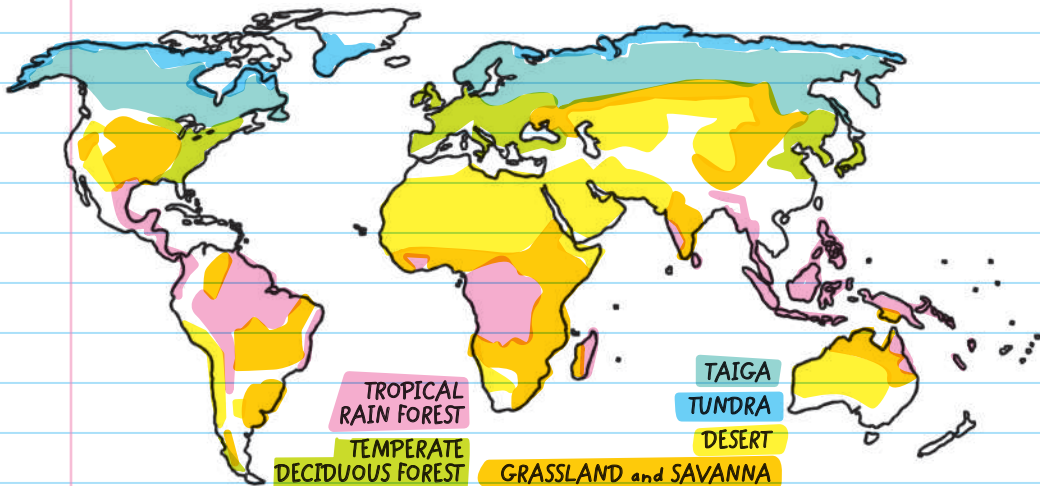 TROPICAL
RAIN FOREST
TEMPERATE
DECIDUOUS FOREST
TAIGA
TUNDRA
DESERT
GRASSLAND and SAVANNA